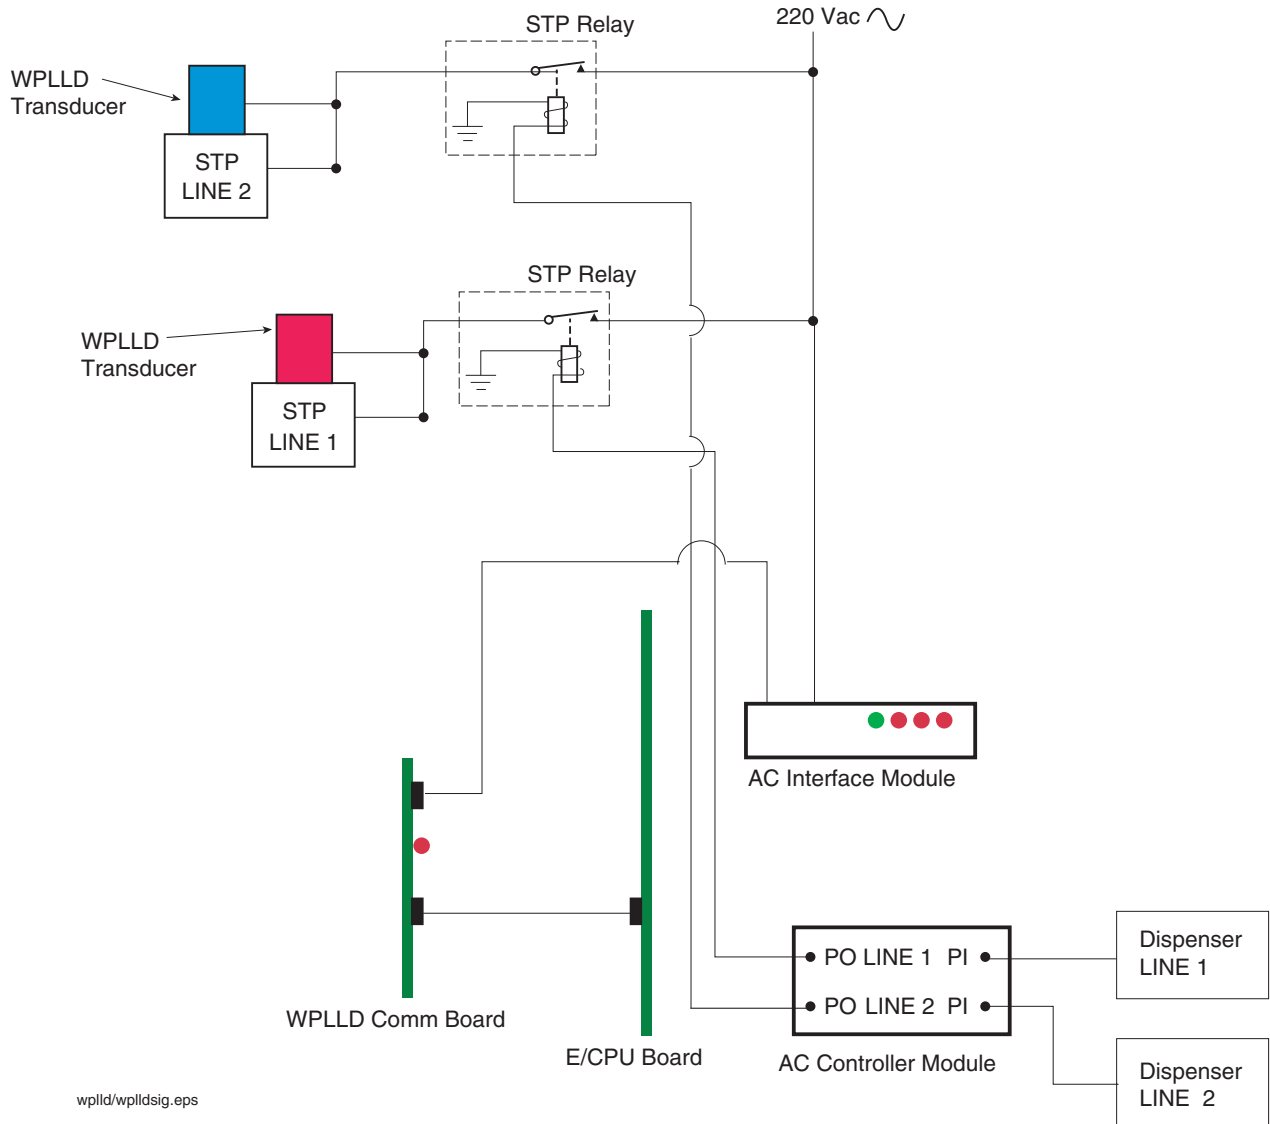 220 Vac
STP Relay
WPLLD
Transducer
STP
LINE 2
STP Relay
WPLLD
Transducer
STP
LINE 1
AC Interface Module
PO LINE 1 PI
PO LINE 2 PI
Dispenser
LINE 1
WPLLD Comm Board
E/CPU Board
AC Controller Module
Dispenser
LINE 2
wplld/wplldsig.eps